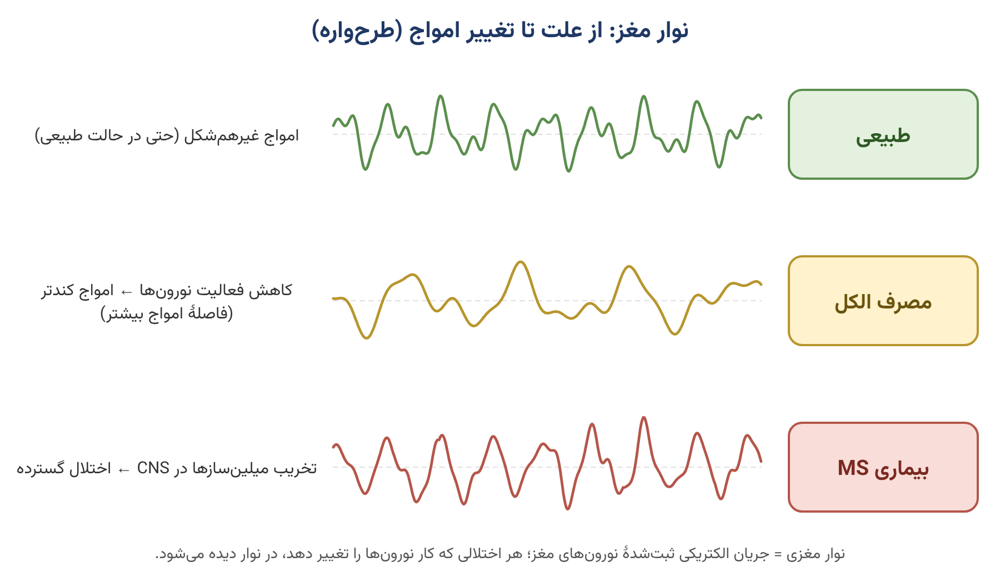 نوار مغز: از علت تا تغییر امواج (طرح‌واره)
طبیعی
امواج غیرهم‌شکل (حتی در حالت طبیعی)
مصرف الکل
کاهش فعالیت نورون‌ها ← امواج کندتر
(فاصلهٔ امواج بیشتر)
بیماری MS
تخریب میلین‌سازها در CNS ← اختلال گسترده
نوار مغزی = جریان الکتریکی ثبت‌شدهٔ نورون‌های مغز؛ هر اختلالی که کار نورون‌ها را تغییر دهد، در نوار دیده می‌شود.